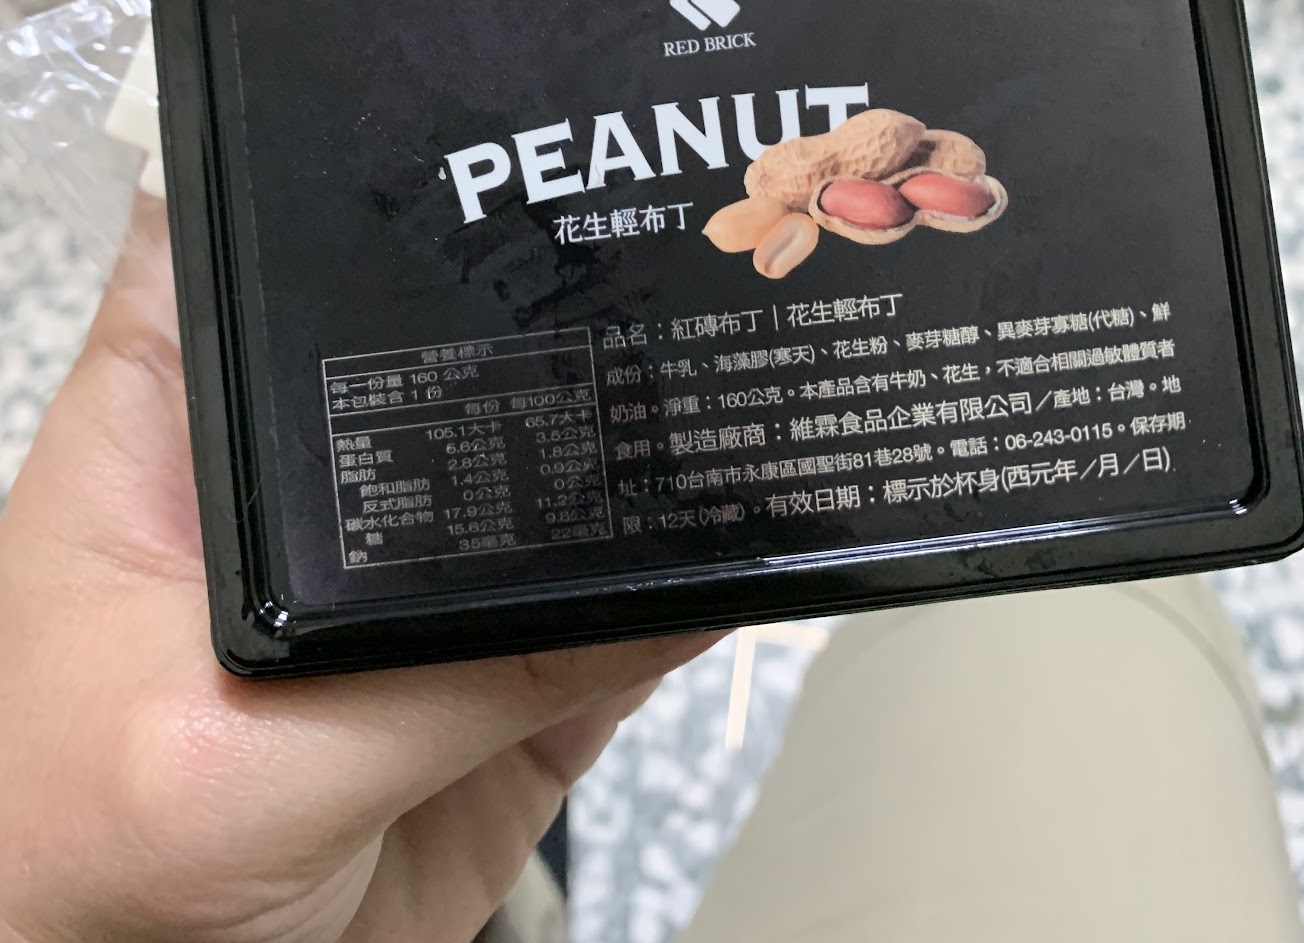 RED BRICK
PEANUT
花生輕布丁
營養標示
每一份量 160 公克
本包裝含 1 份
每份 每100公克
熱量 105.1大卡 65.7大卡
蛋白質 5.6公克 3.5公克
脂肪 2.8公克 1.8公克
飽和脂肪 1.4公克 0.9公克
反式脂肪 0公克 0公克
碳水化合物 17.9公克 11.2公克
糖 15.6公克 9.8公克
鈉 35毫克 22毫克
品名：紅磚布丁｜花生輕布丁
成份：牛乳、海藻膠(寒天)、花生粉、麥芽糖醇、異麥芽寡糖(代糖)、鮮
奶油。淨重：160公克。本產品含有牛奶、花生，不適合相關過敏體質者
食用。製造廠商：維霖食品企業有限公司／產地：台灣。地
址：710台南市永康區國聖街81巷28號。電話：06-243-0115。保存期
限：12天(冷藏)。有效日期：標示於杯身(西元年／月／日)